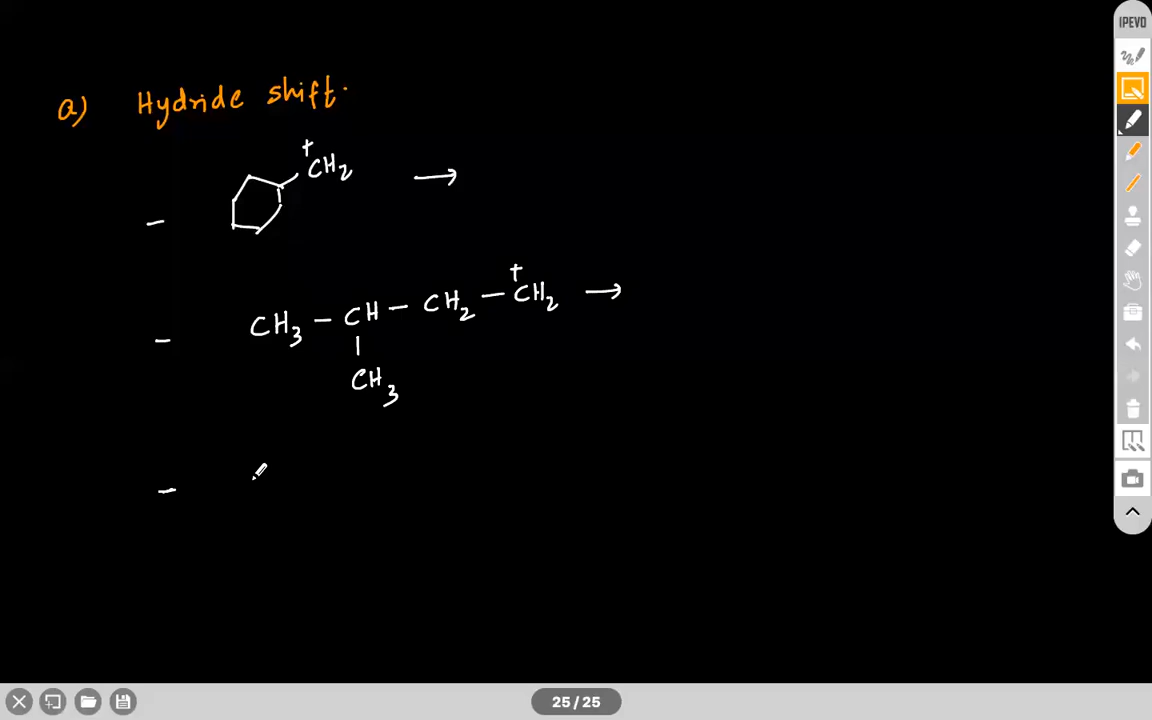 IPEVO
a) Hydride shift.
+
CH2 →
-
+
- CH3 – CH – CH2 – CH2 →
|
CH3
-
25/25